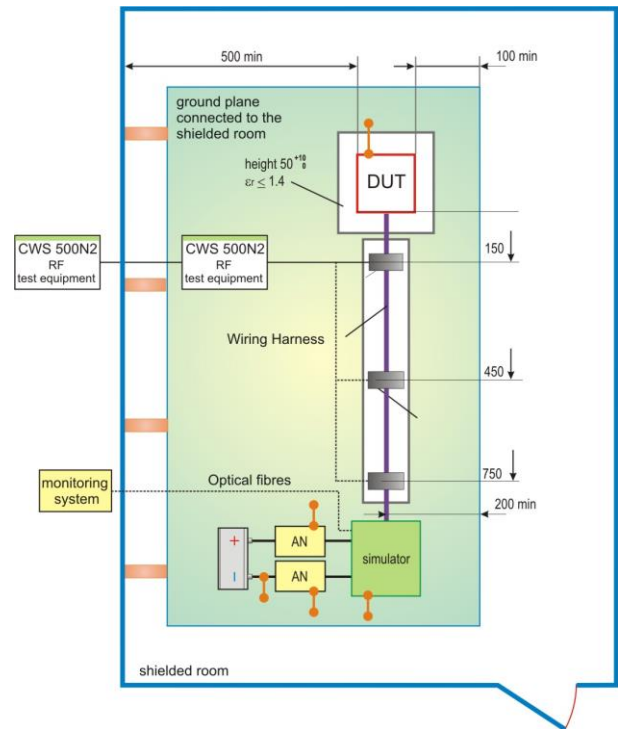 500 min
100 min
ground plane
connected to the
shielded room
height 50 +10 0
εr ≤ 1.4
DUT
CWS 500N2
RF
test equipment
CWS 500N2
RF
test equipment
150
Wiring Harness
450
monitoring
system
Optical fibres
750
200 min
+
AN
simulator
–
AN
shielded room